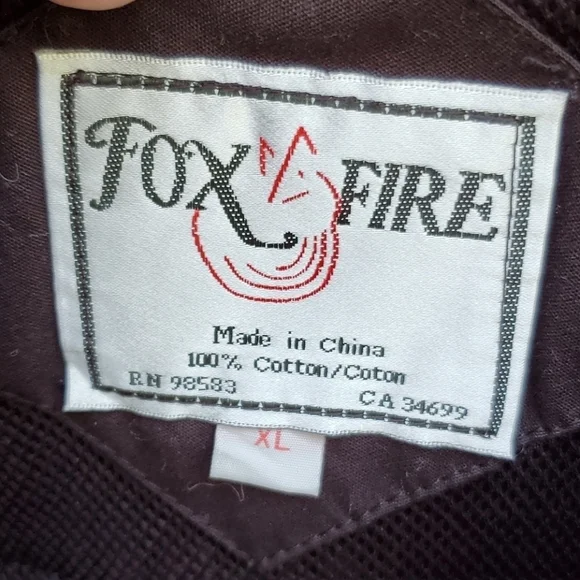 FOX FIRE
Made in China
100% Cotton/Coton
RN 98583 CA 34699
XL